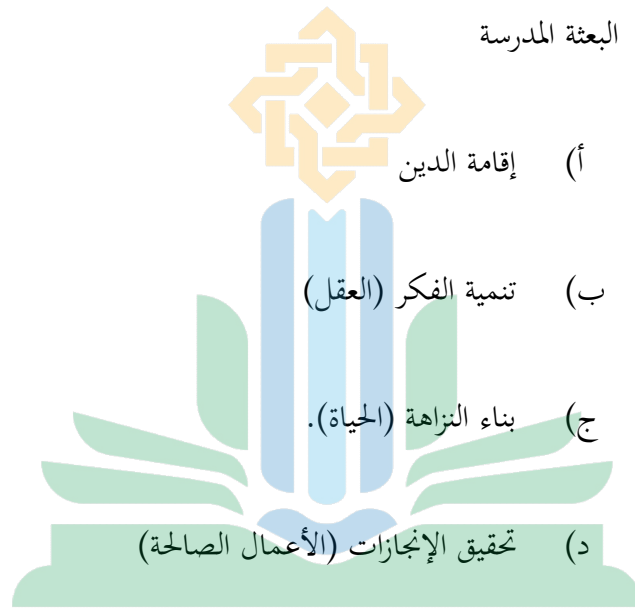 البعثة المدرسة
أ) إقامة الدين
ب) تنمية الفكر (العقل)
ج) بناء النزاهة (الحياة).
د) تحقيق الإنجازات (الأعمال الصالحة)